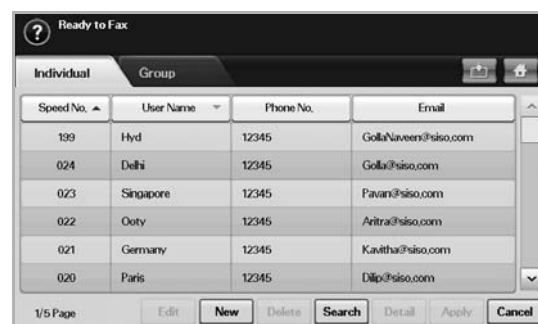 ? Ready to Fax
Individual Group
Speed No. ▲ User Name ▼ Phone No. Email
199 Hyd 12345 GollaNaveen@siso.com
024 Delhi 12345 Golla@siso.com
023 Singapore 12345 Pavan@siso.com
022 Ooty 12345 Aritra@siso.com
021 Germany 12345 Kavitha@siso.com
020 Paris 12345 Dilip@siso.com
1/5 Page Edit New Delete Search Detail Apply Cancel